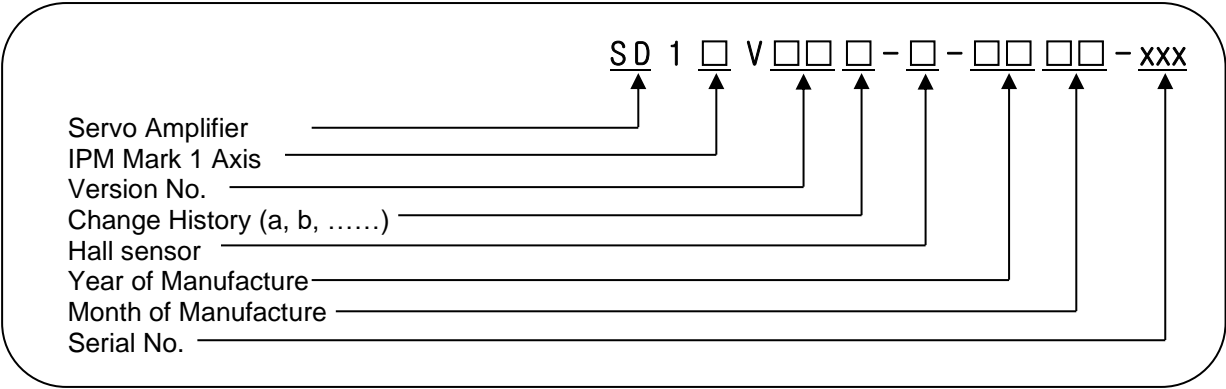 SD 1 □ V □□ □ - □ - □□ □□ - xxx
Servo Amplifier
IPM Mark 1 Axis
Version No.
Change History (a, b, ……)
Hall sensor
Year of Manufacture
Month of Manufacture
Serial No.